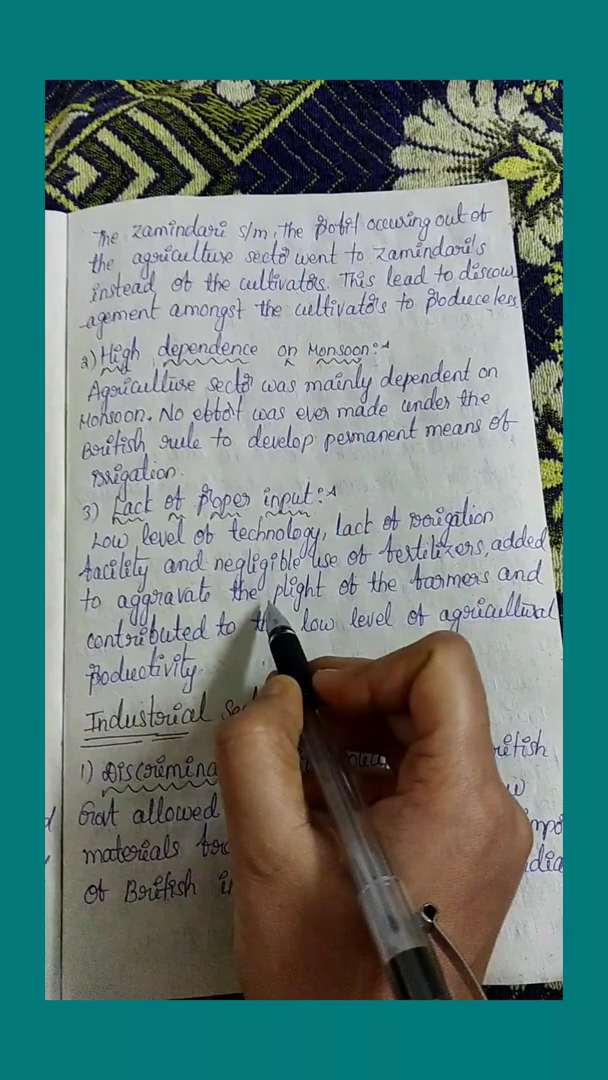 The Zamindari s/m, the profit occuring out of
the agriculture sector went to Zamindari's
instead of the cultivators. This lead to discour
agement amongst the cultivators to produce less.
2) High dependence on Monsoon:-
Agriculture sector was mainly dependent on
Monsoon. No effort was ever made under the
British rule to develop permanent means of
irrigation.
3) Lack of proper input:-
Low level of technology, lack of irrigation
facility and negligible use of fertilizers, added
to aggravate the plight of the farmers and
contributed to the low level of agricultural
productivity.
Industrial
1) Discrimina
British
Govt allowed
materials
of British